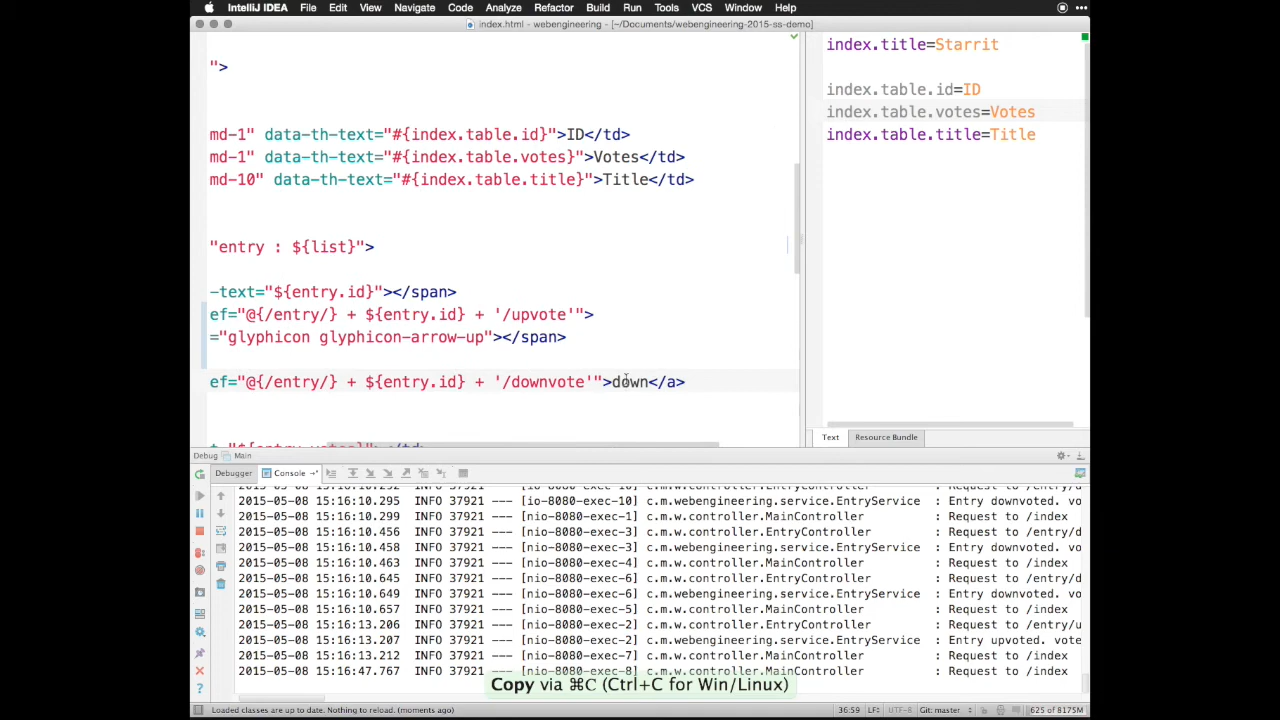 IntelliJ IDEA File Edit View Navigate Code Analyze Refactor Build Run Tools VCS Window Help
index.html - webengineering - [~/Documents/webengineering-2015-ss-demo]
">
md-1" data-th-text="#{index.table.id}">ID</td>
md-1" data-th-text="#{index.table.votes}">Votes</td>
md-10" data-th-text="#{index.table.title}">Title</td>
"entry : ${list}">
-text="${entry.id}"></span>
ef="@{/entry/} + ${entry.id} + '/upvote'">
="glyphicon glyphicon-arrow-up"></span>
ef="@{/entry/} + ${entry.id} + '/downvote'">down</a>
index.title=Starrit
index.table.id=ID
index.table.votes=Votes
index.table.title=Title
Text Resource Bundle
Debug Main
Debugger Console
2015-05-08 15:16:10.295 INFO 37921 --- [io-8080-exec-10] c.m.webengineering.service.EntryService : Entry downvoted. vo
2015-05-08 15:16:10.299 INFO 37921 --- [nio-8080-exec-1] c.m.w.controller.MainController : Request to /index
2015-05-08 15:16:10.456 INFO 37921 --- [nio-8080-exec-3] c.m.w.controller.EntryController : Request to /entry/d
2015-05-08 15:16:10.458 INFO 37921 --- [nio-8080-exec-3] c.m.webengineering.service.EntryService : Entry downvoted. vo
2015-05-08 15:16:10.463 INFO 37921 --- [nio-8080-exec-4] c.m.w.controller.MainController : Request to /index
2015-05-08 15:16:10.645 INFO 37921 --- [nio-8080-exec-6] c.m.w.controller.EntryController : Request to /entry/d
2015-05-08 15:16:10.649 INFO 37921 --- [nio-8080-exec-6] c.m.webengineering.service.EntryService : Entry downvoted. vo
2015-05-08 15:16:10.657 INFO 37921 --- [nio-8080-exec-5] c.m.w.controller.MainController : Request to /index
2015-05-08 15:16:13.206 INFO 37921 --- [nio-8080-exec-2] c.m.w.controller.EntryController : Request to /entry/u
2015-05-08 15:16:13.207 INFO 37921 --- [nio-8080-exec-2] c.m.webengineering.service.EntryService : Entry upvoted. vote
2015-05-08 15:16:13.212 INFO 37921 --- [nio-8080-exec-7] c.m.w.controller.MainController : Request to /index
2015-05-08 15:16:47.767 INFO 37921 --- [nio-8080-exec-8] c.m.w.controller.MainController : Request to /index
Copy via ⌘C (Ctrl+C for Win/Linux)
Loaded classes are up to date. Nothing to reload. (moments ago) 36:59 LF÷ UTF-8 Git: master 625 of 8175M